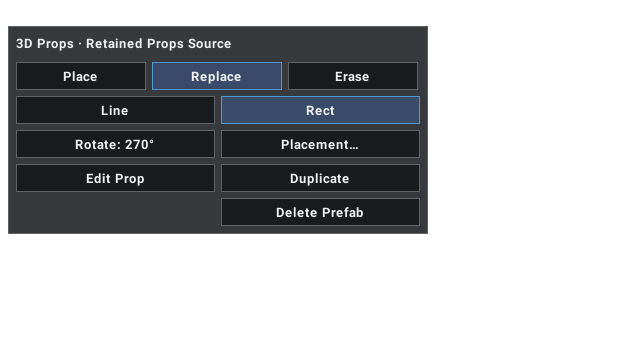 3D Props · Retained Props Source
Place Replace Erase
Line Rect
Rotate: 270° Placement…
Edit Prop Duplicate
Delete Prefab